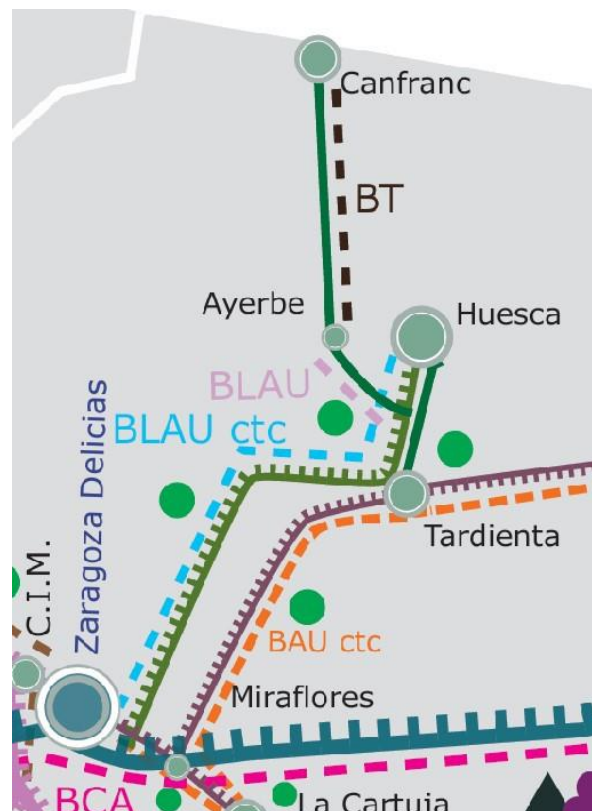 Canfranc
BT
Ayerbe
Huesca
BLAU
BLAU ctc
Zaragoza Delicias
Tardienta
C.I.M.
BAU ctc
Miraflores
BCA
La Cartuja